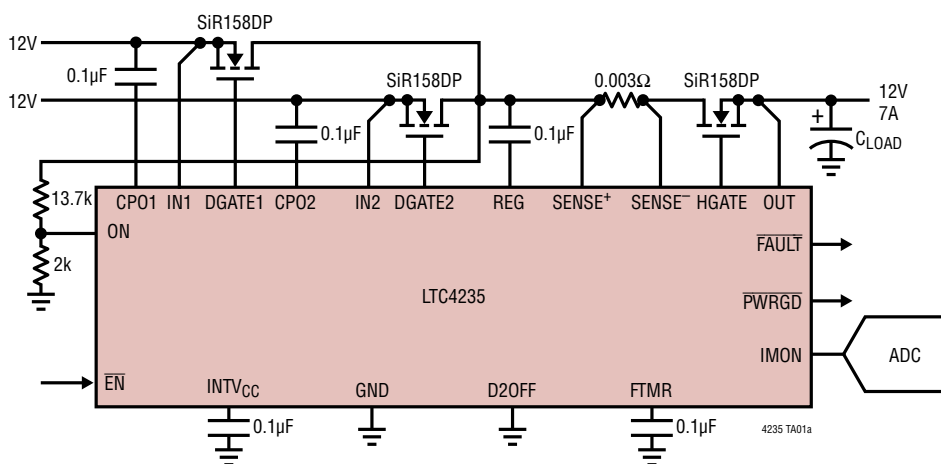 SiR158DP
12V
0.1µF
SiR158DP
0.003Ω
SiR158DP
12V
0.1µF
0.1µF
12V
7A
+
CLOAD
13.7k
CPO1 IN1 DGATE1 CPO2 IN2 DGATE2 REG SENSE+ SENSE− HGATE OUT
ON
FAULT
2k
LTC4235
PWRGD
IMON
ADC
EN
INTVCC GND D2OFF FTMR
0.1µF
0.1µF
4235 TA01a